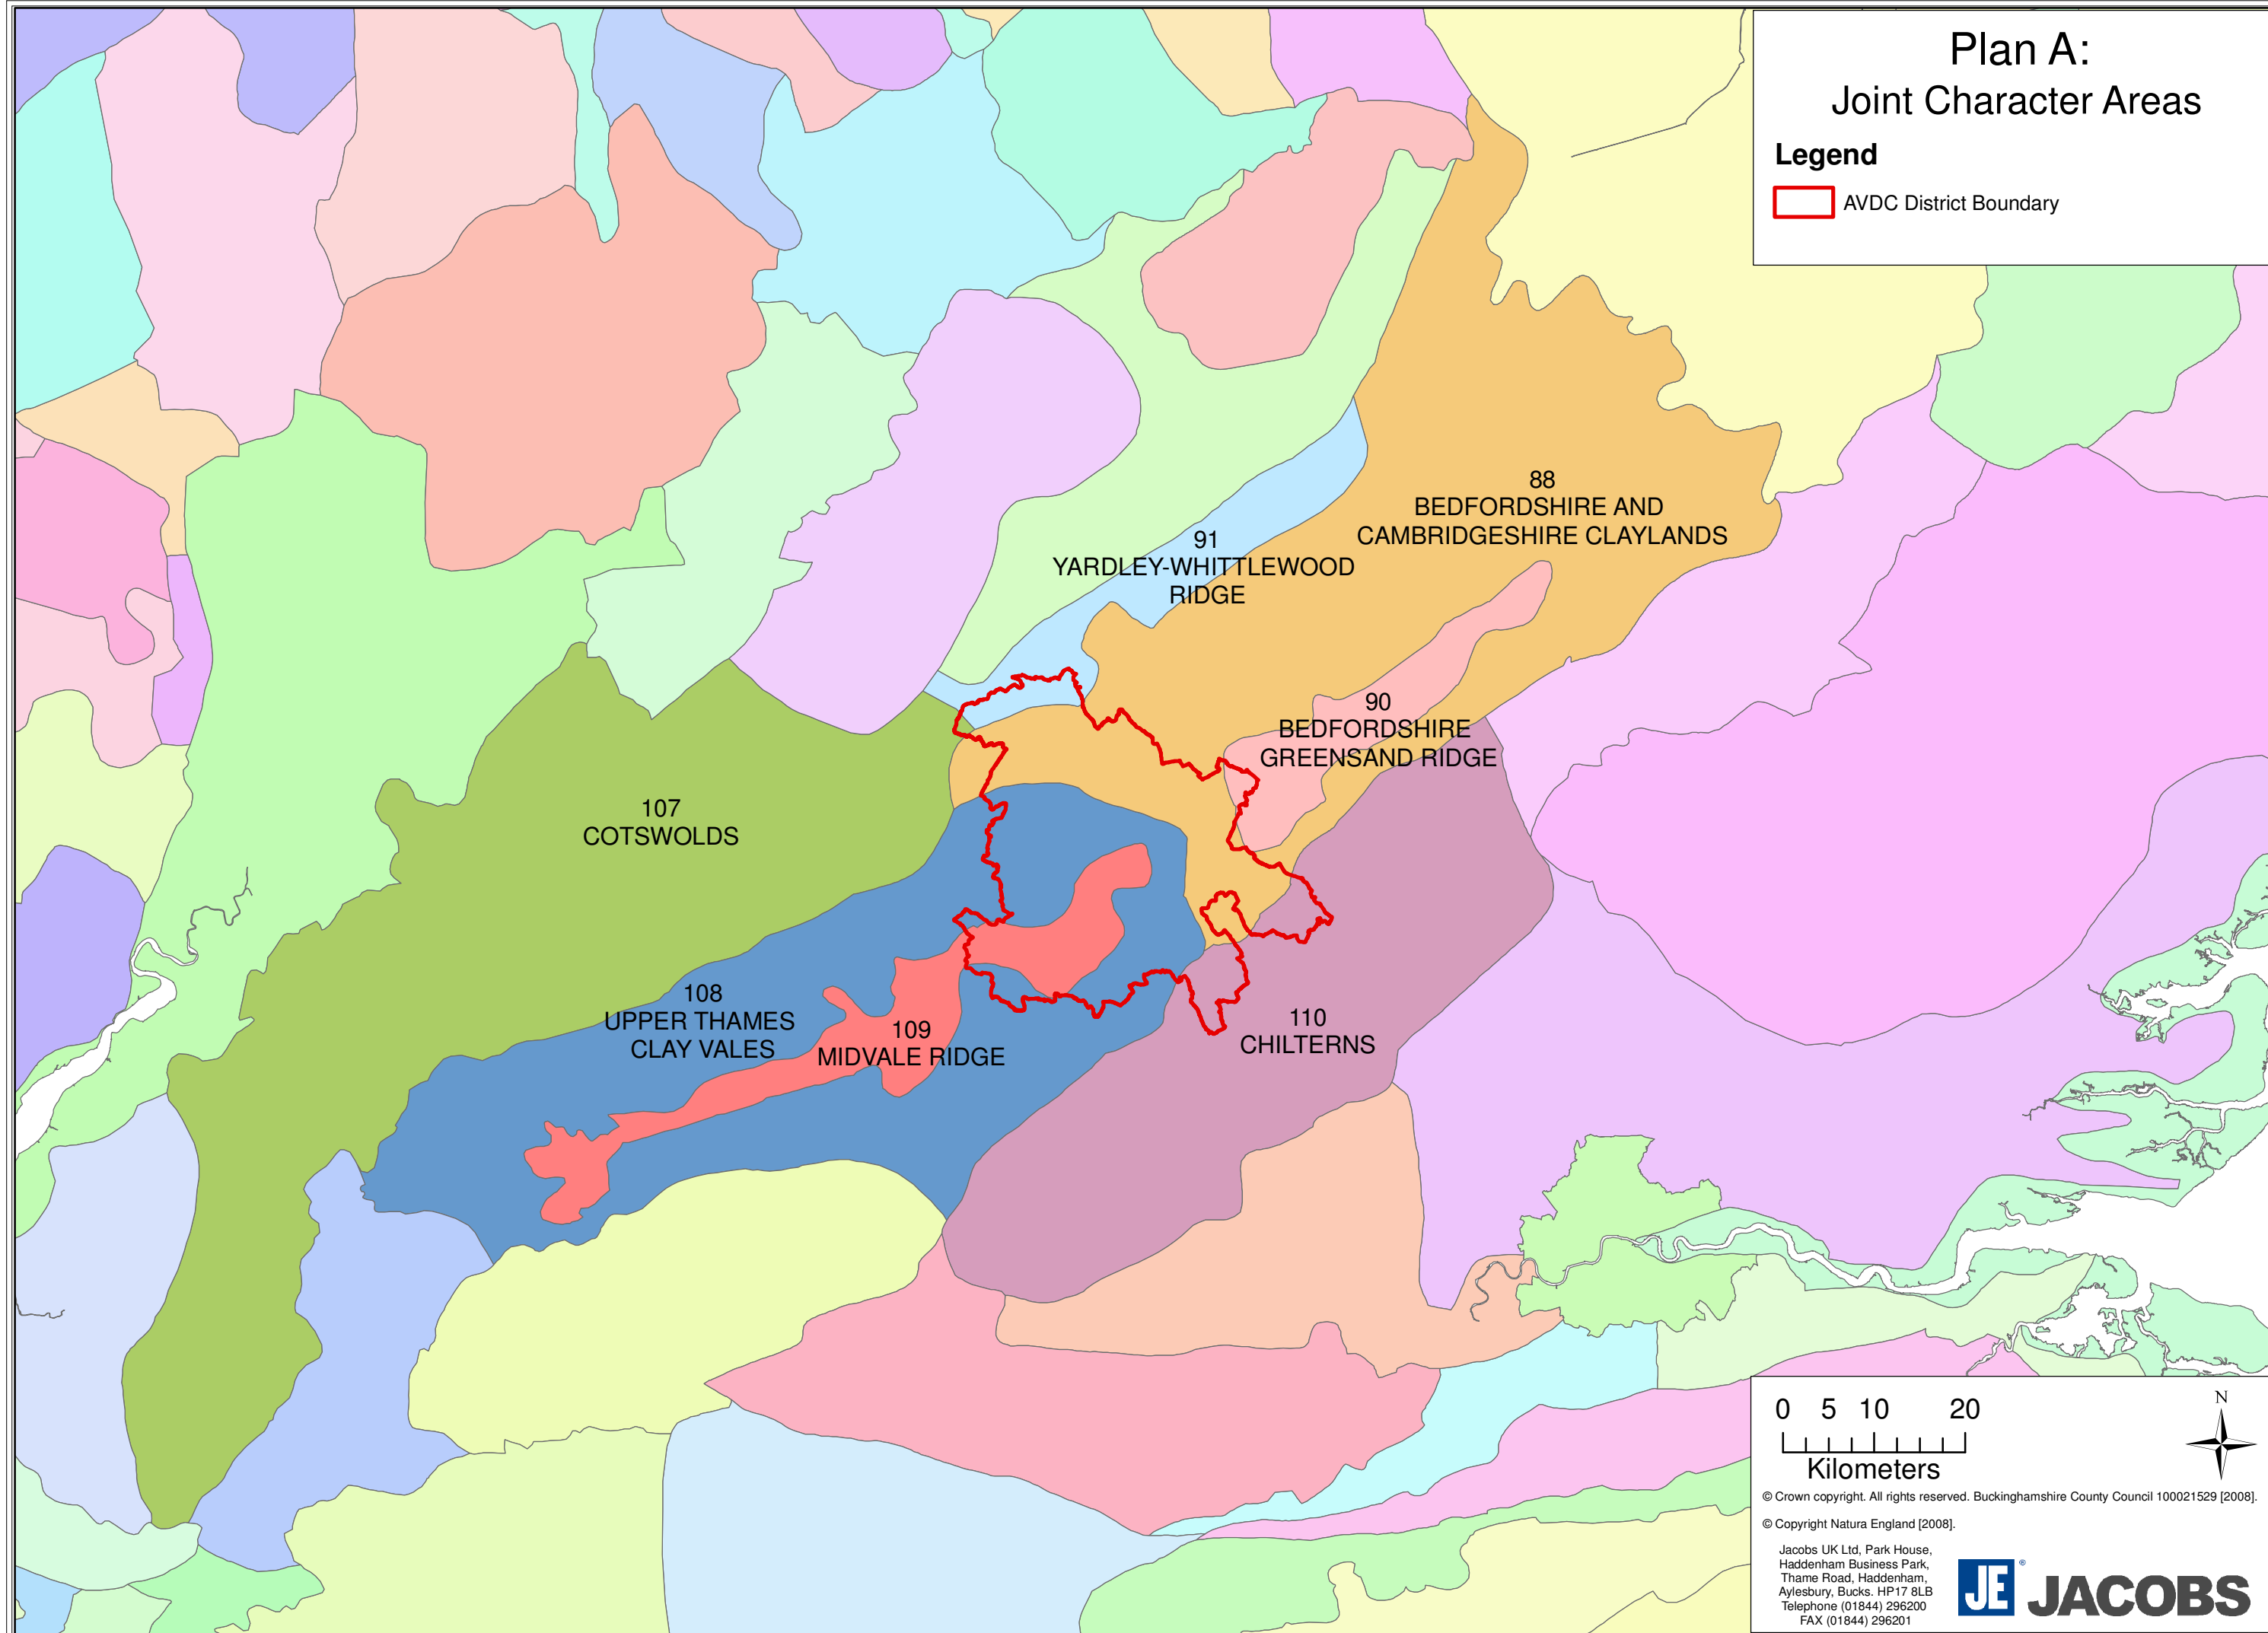 Plan A:
Joint Character Areas
Legend
AVDC District Boundary
88
BEDFORDSHIRE AND
CAMBRIDGESHIRE CLAYLANDS
91
YARDLEY-WHITTLEWOOD
RIDGE
90
BEDFORDSHIRE
GREENSAND RIDGE
107
COTSWOLDS
108
UPPER THAMES
CLAY VALES
109
MIDVALE RIDGE
110
CHILTERNS
0 5 10 20
Kilometers
N
© Crown copyright. All rights reserved. Buckinghamshire County Council 100021529 [2008].
© Copyright Natura England [2008].
Jacobs UK Ltd, Park House,
Haddenham Business Park,
Thame Road, Haddenham,
Aylesbury, Bucks. HP17 8LB
Telephone (01844) 296200
FAX (01844) 296201
JE ® JACOBS